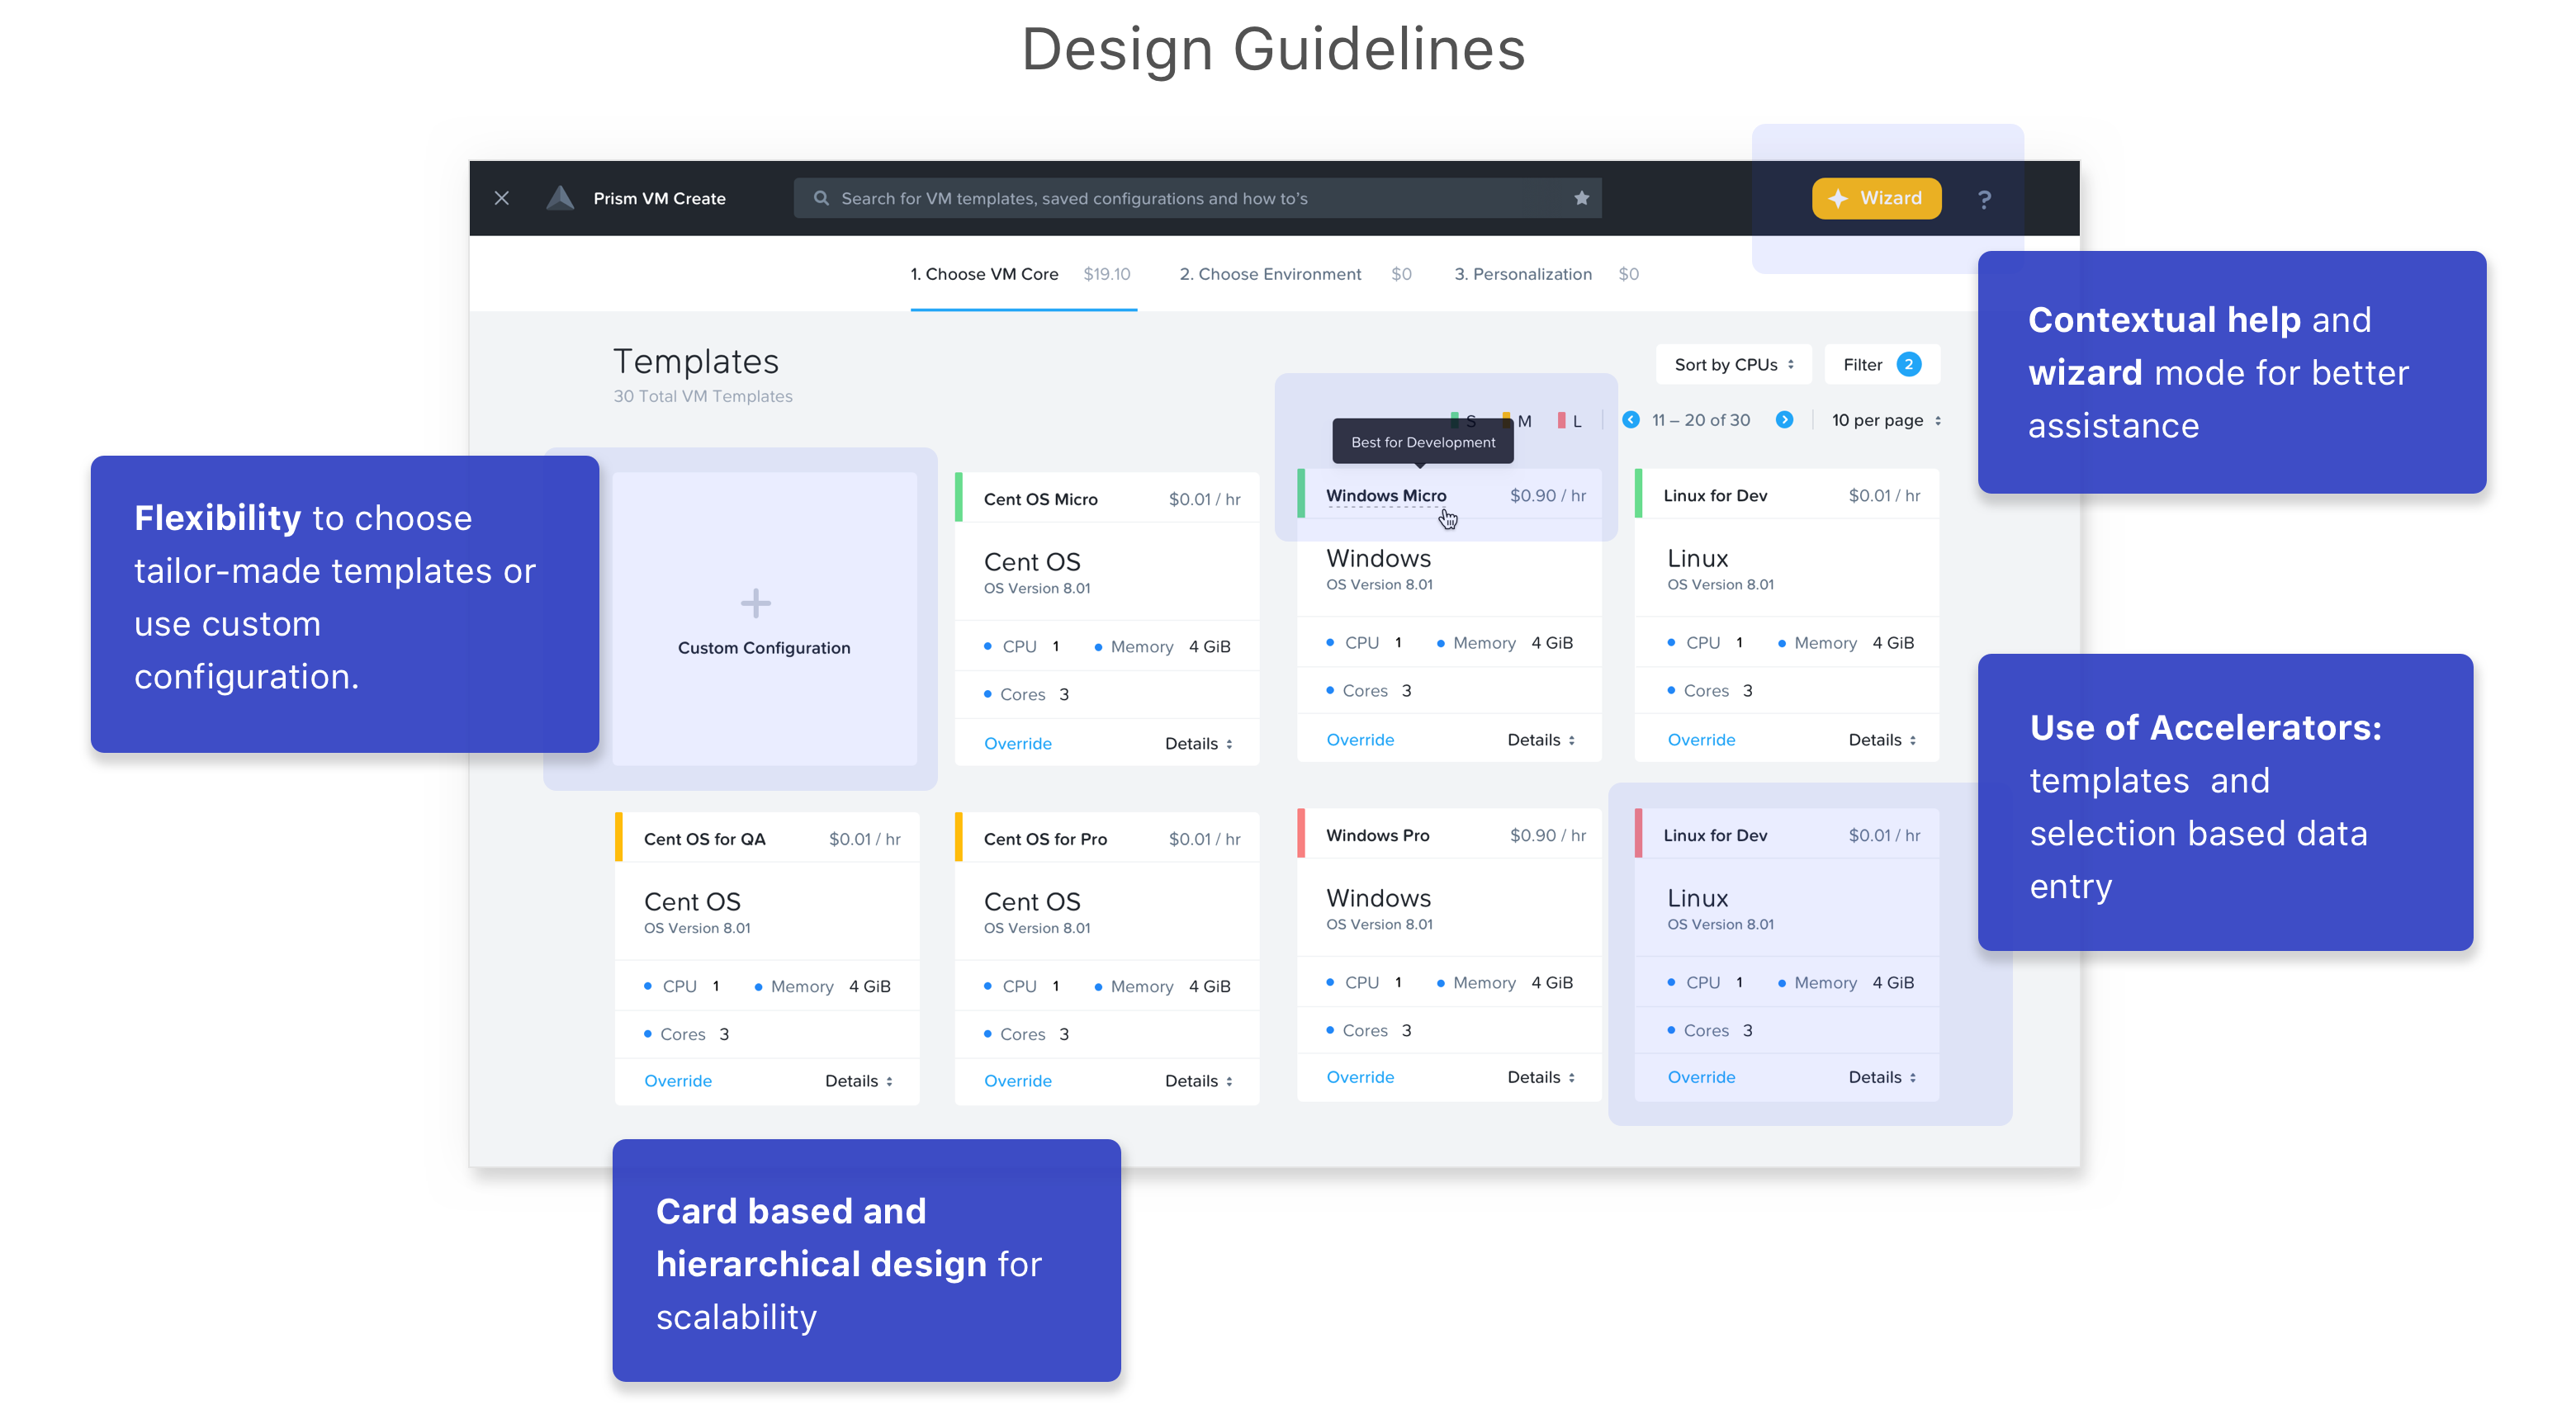 Design Guidelines
Prism VM Create
Search for VM templates, saved configurations and how to's
Wizard
?
1. Choose VM Core $19.10
2. Choose Environment $0
3. Personalization $0
Contextual help and
wizard mode for better
assistance
Templates
30 Total VM Templates
Sort by CPUs
Filter 2
S M L
11 – 20 of 30
10 per page
Best for Development
Flexibility to choose
tailor-made templates or
use custom
configuration.
Custom Configuration
Cent OS Micro $0.01 / hr
Cent OS
OS Version 8.01
CPU 1 Memory 4 GiB
Cores 3
Override Details
Windows Micro $0.90 / hr
Windows
OS Version 8.01
CPU 1 Memory 4 GiB
Cores 3
Override Details
Linux for Dev $0.01 / hr
Linux
OS Version 8.01
CPU 1 Memory 4 GiB
Cores 3
Override Details
Use of Accelerators:
templates and
selection based data
entry
Cent OS for QA $0.01 / hr
Cent OS
OS Version 8.01
CPU 1 Memory 4 GiB
Cores 3
Override Details
Cent OS for Pro $0.01 / hr
Cent OS
OS Version 8.01
CPU 1 Memory 4 GiB
Cores 3
Override Details
Windows Pro $0.90 / hr
Windows
OS Version 8.01
CPU 1 Memory 4 GiB
Cores 3
Override Details
Linux for Dev $0.01 / hr
Linux
OS Version 8.01
CPU 1 Memory 4 GiB
Cores 3
Override Details
Card based and
hierarchical design for
scalability